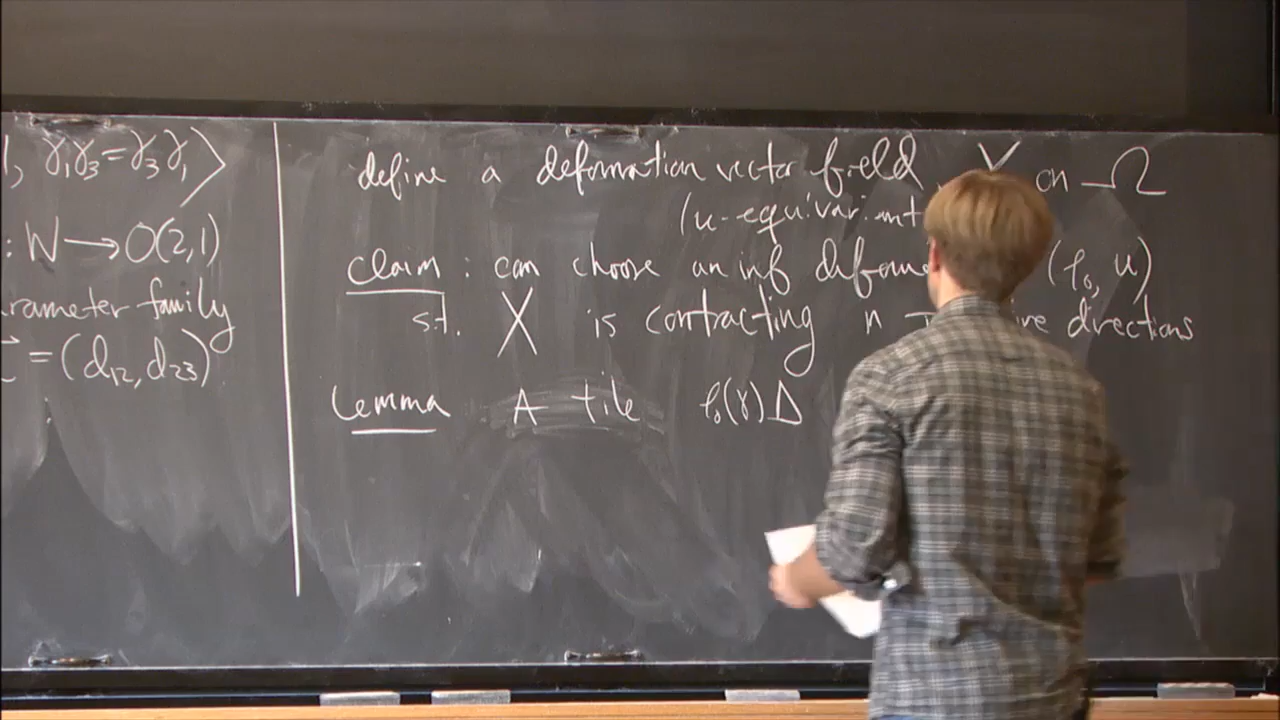 1, γ₁γ₃=γ₃γ₁⟩
: W→O(2,1)
rameter family
=(d₁₂,d₂₃)
define a deformation vector field, X on Ω
(u-equivariant
claim: can choose an inf deform (ρ₀, u)
s.t. X is contracting n ive directions
Lemma A tile ρ₀(γ)Δ